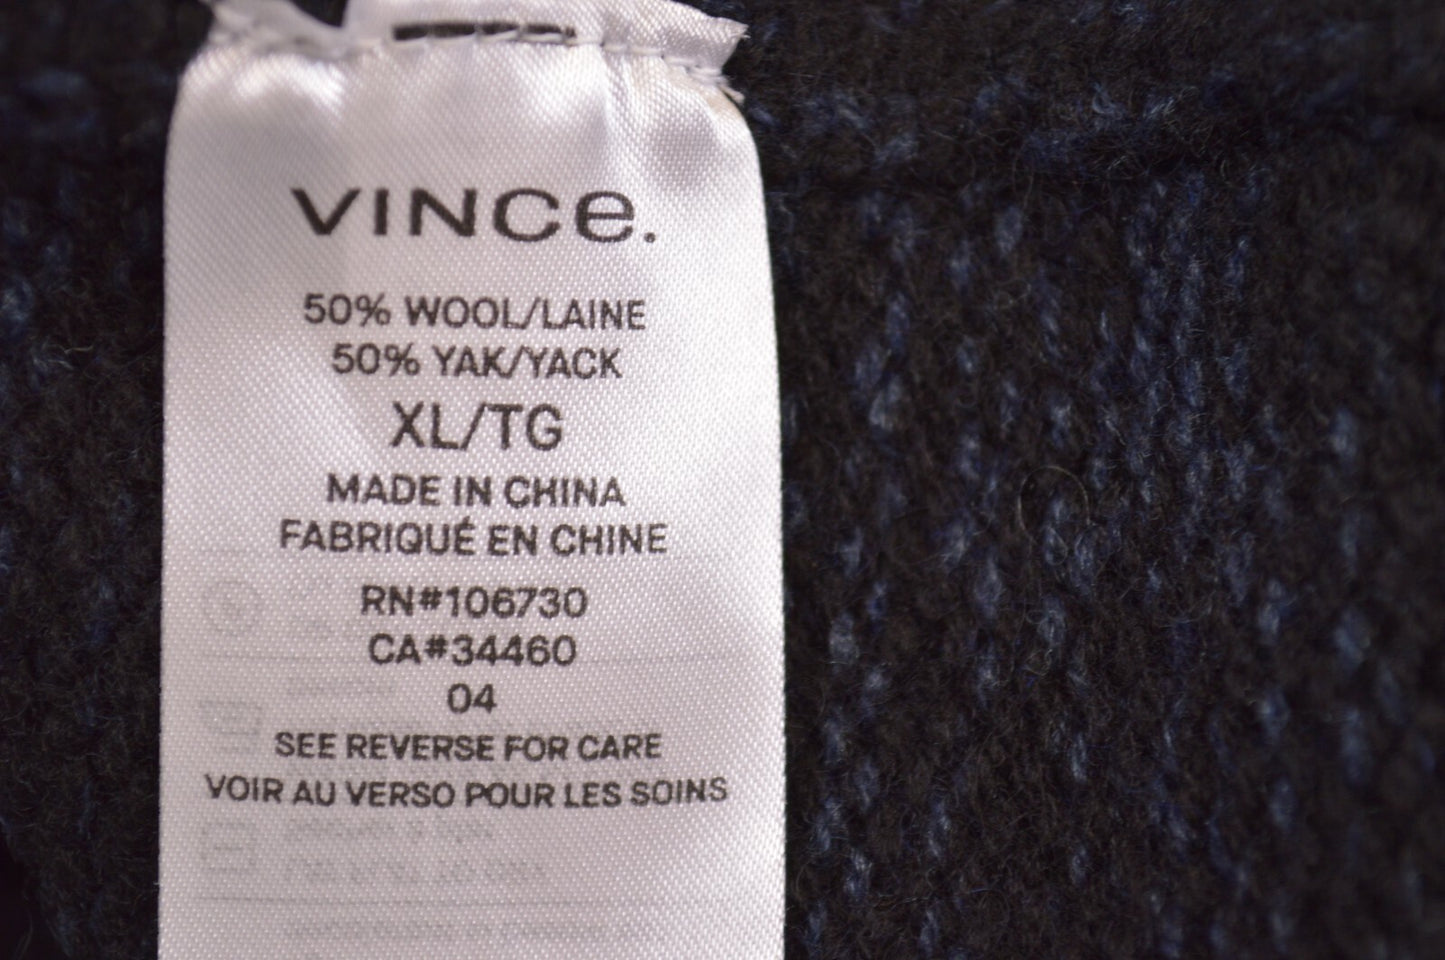 VINCe.
50% WOOL/LAINE
50% YAK/YACK
XL/TG
MADE IN CHINA
FABRIQUÉ EN CHINE
RN#106730
CA#34460
04
SEE REVERSE FOR CARE
VOIR AU VERSO POUR LES SOINS